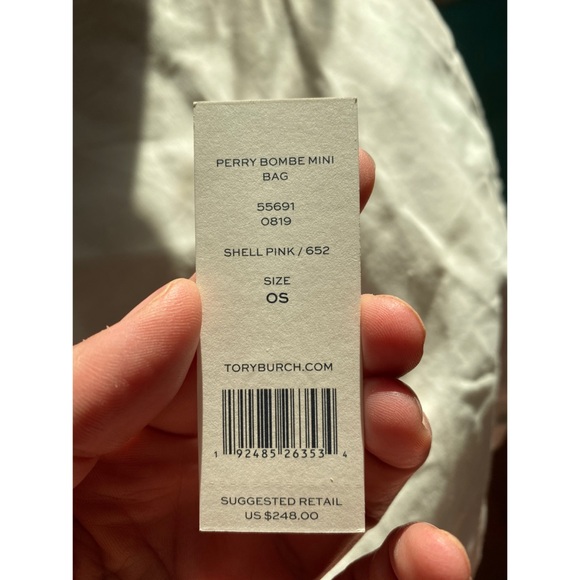 PERRY BOMBE MINI
BAG
55691
0819
SHELL PINK / 652
SIZE
OS
TORYBURCH.COM
1 92485 26353 4
SUGGESTED RETAIL
US $248.00